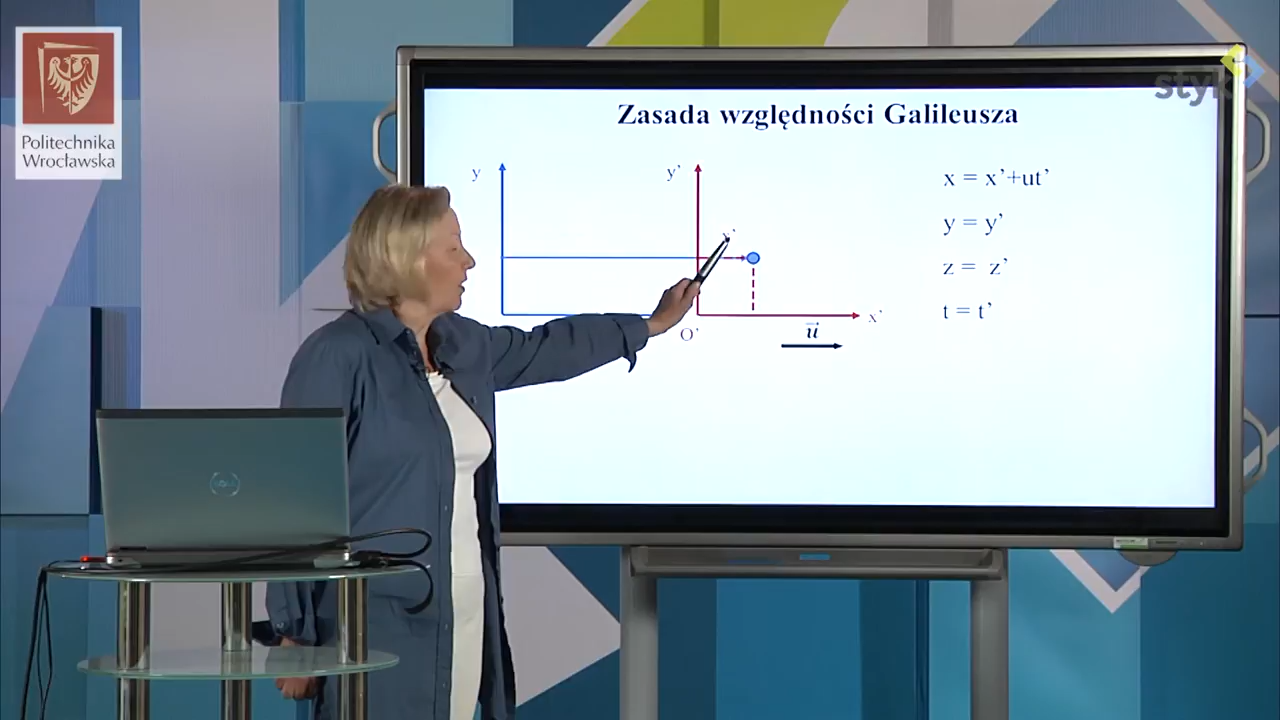 Politechnika
Wrocławska
styk
Zasada względności Galileusza
y
y'
x'
O'
x'
u
x = x'+ut'
y = y'
z = z'
t = t'